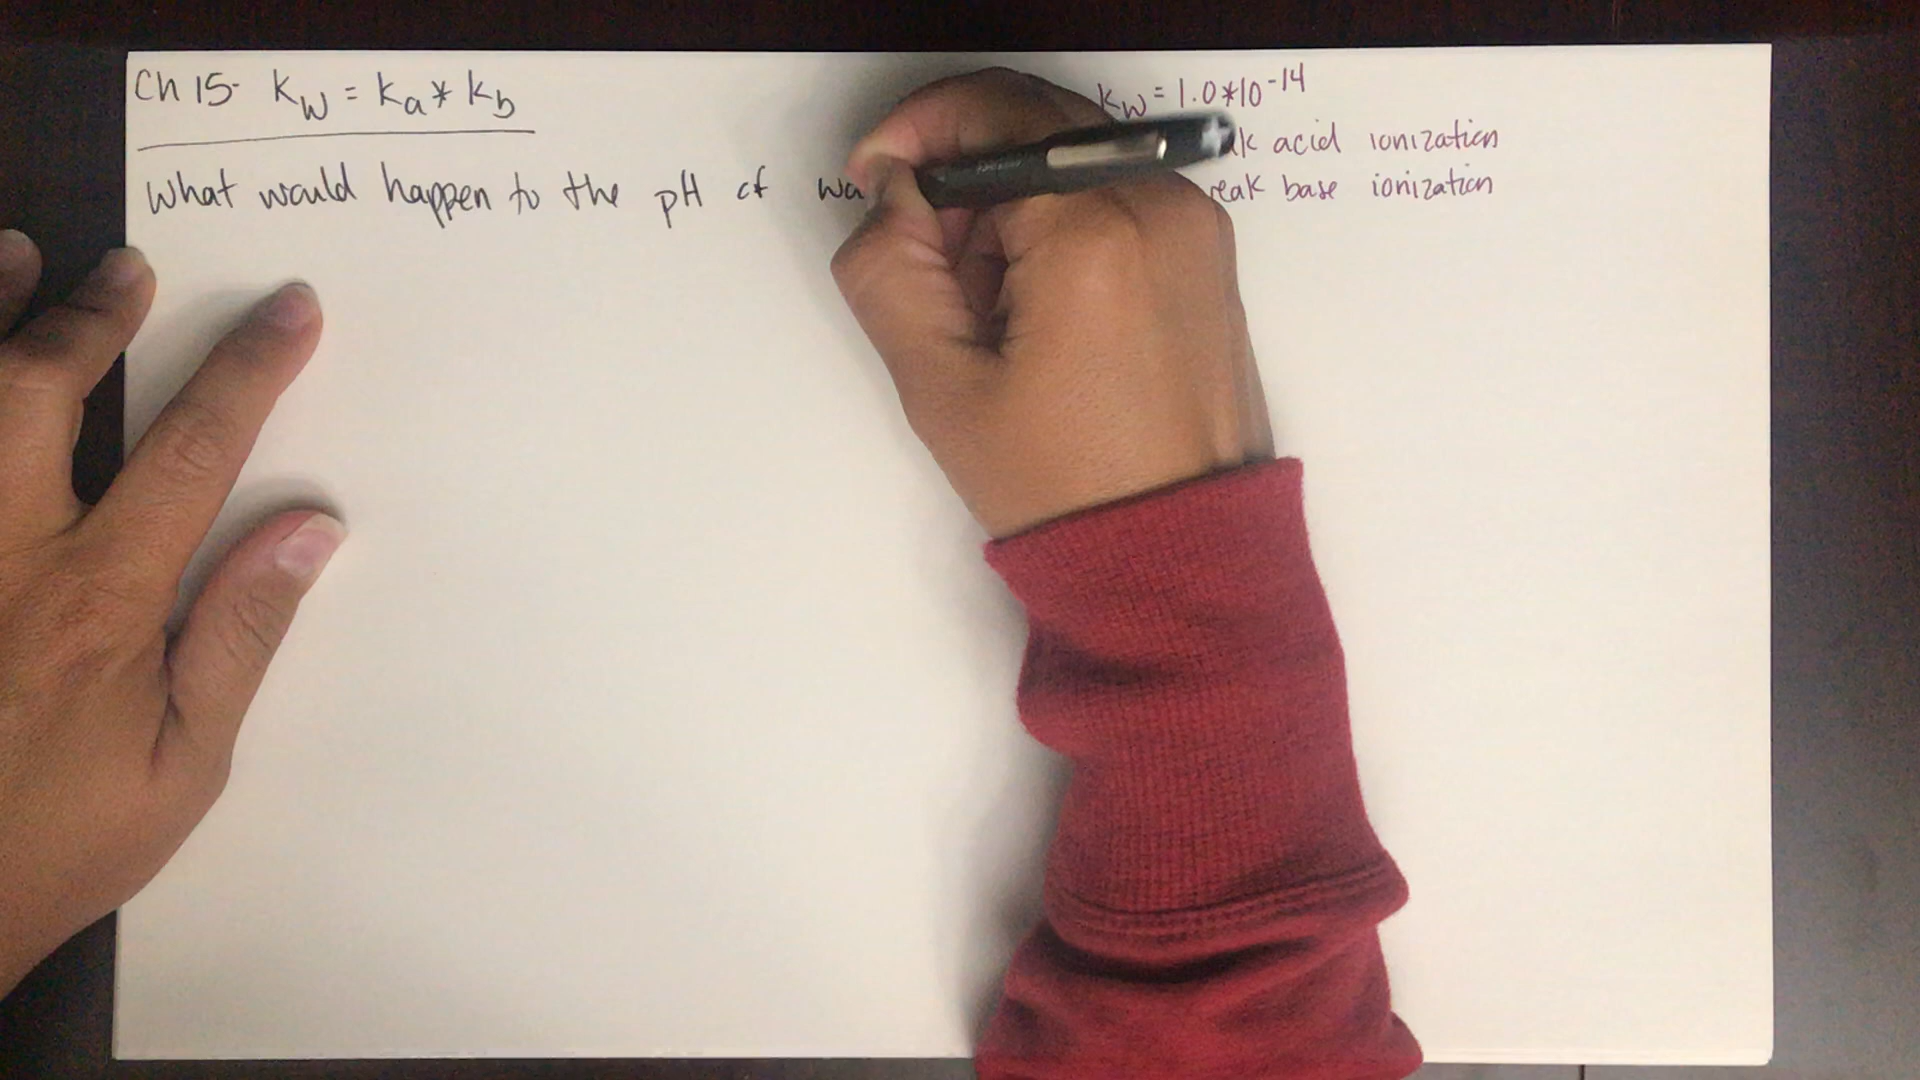 Ch 15- Kw = Ka * Kb
What would happen to the pH of wa
Kw = 1.0*10^-14
acid ionization
base ionization